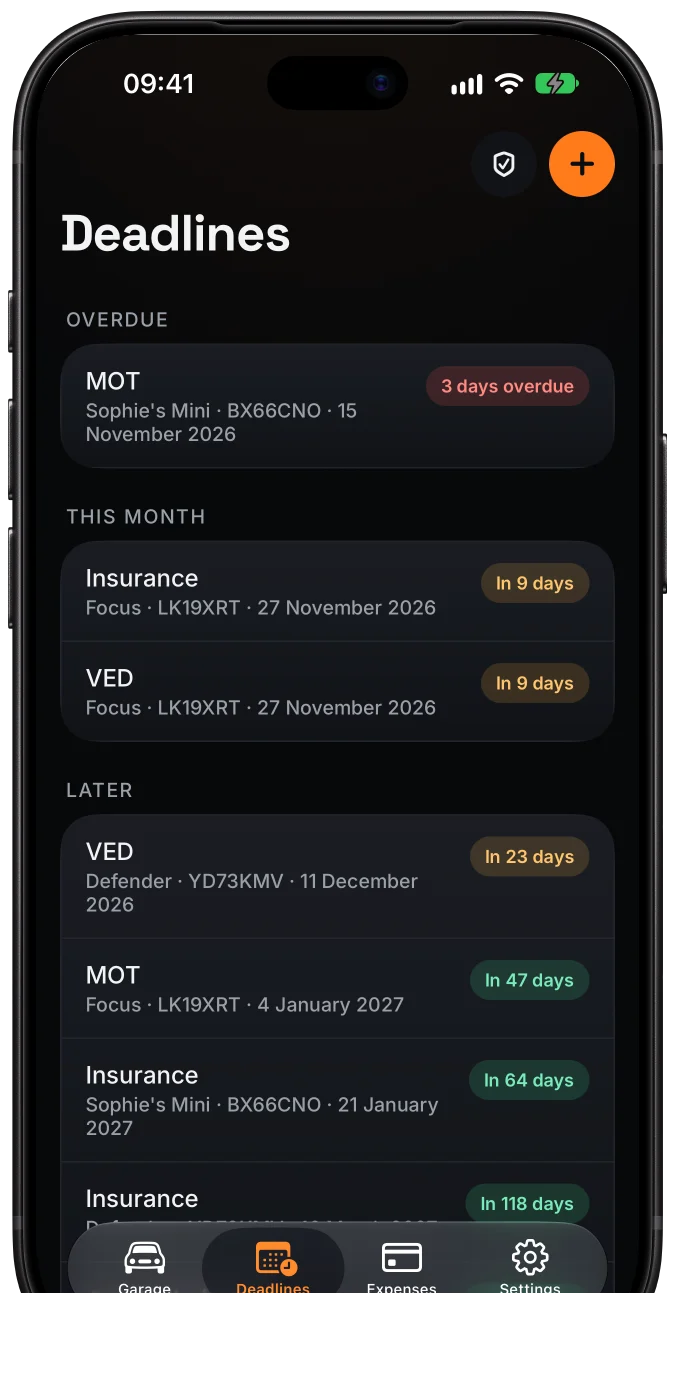 09:41
Deadlines
OVERDUE
MOT
3 days overdue
Sophie's Mini · BX66CNO · 15
November 2026
THIS MONTH
Insurance
In 9 days
Focus · LK19XRT · 27 November 2026
VED
In 9 days
Focus · LK19XRT · 27 November 2026
LATER
VED
In 23 days
Defender · YD73KMV · 11 December
2026
MOT
In 47 days
Focus · LK19XRT · 4 January 2027
Insurance
In 64 days
Sophie's Mini · BX66CNO · 21 January
2027
Insurance
In 118 days
Garage
Deadlines
Expenses
Settings